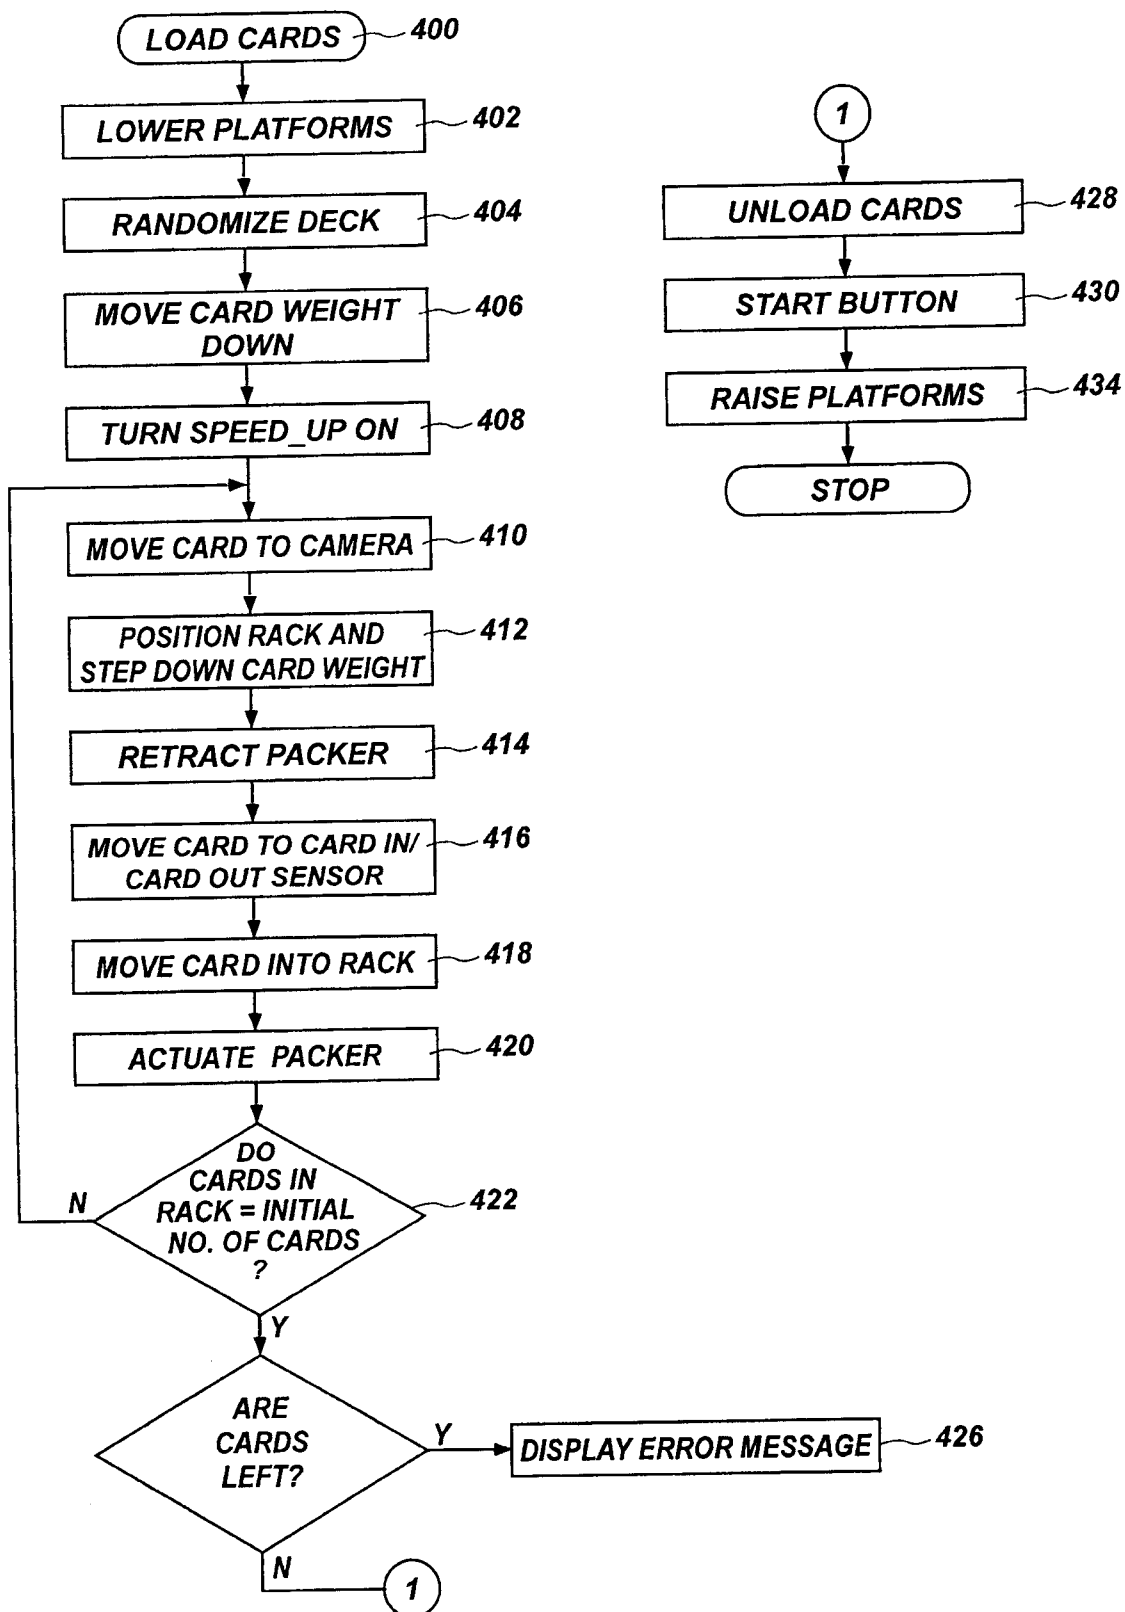 LOAD CARDS 400
LOWER PLATFORMS 402
RANDOMIZE DECK 404
MOVE CARD WEIGHT 406
DOWN
TURN SPEED_UP ON 408
MOVE CARD TO CAMERA 410
POSITION RACK AND 412
STEP DOWN CARD WEIGHT
RETRACT PACKER 414
MOVE CARD TO CARD IN/ 416
CARD OUT SENSOR
MOVE CARD INTO RACK 418
ACTUATE PACKER 420
DO
CARDS IN
RACK = INITIAL
NO. OF CARDS
?
422
N
Y
ARE
CARDS
LEFT?
Y
DISPLAY ERROR MESSAGE 426
N
1
1
UNLOAD CARDS 428
START BUTTON 430
RAISE PLATFORMS 434
STOP